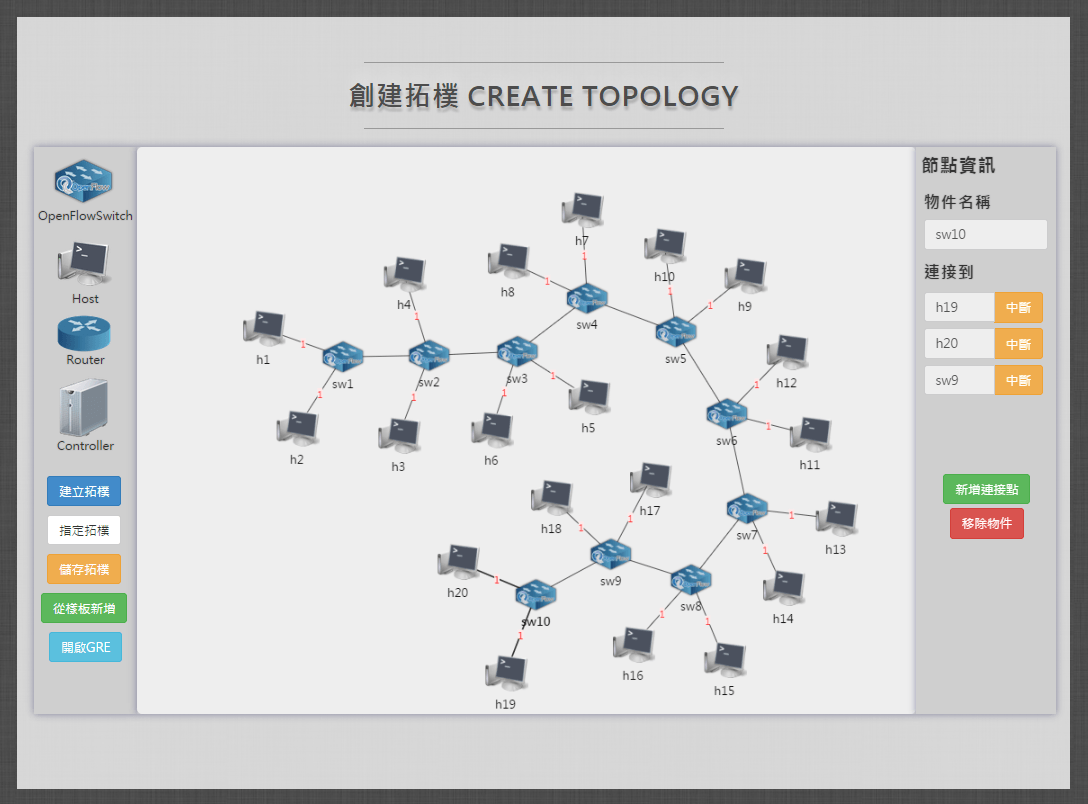 創建拓樸 CREATE TOPOLOGY
OpenFlowSwitch
Host
Router
Controller
建立拓樸
指定拓樸
儲存拓樸
從樣板新增
開啟GRE
h7
1
h10
1
h8
1
h9
1
h4
1
sw4
h1
1
sw1
sw2
sw3
sw5
h12
1
h2
1
h3
1
h6
1
h5
1
sw6
h11
1
h17
1
h18
1
sw7
h13
1
h20
1
sw9
sw8
h14
1
sw10
h16
1
h15
1
h19
1
節點資訊
物件名稱
sw10
連接到
h19 中斷
h20 中斷
sw9 中斷
新增連接點
移除物件